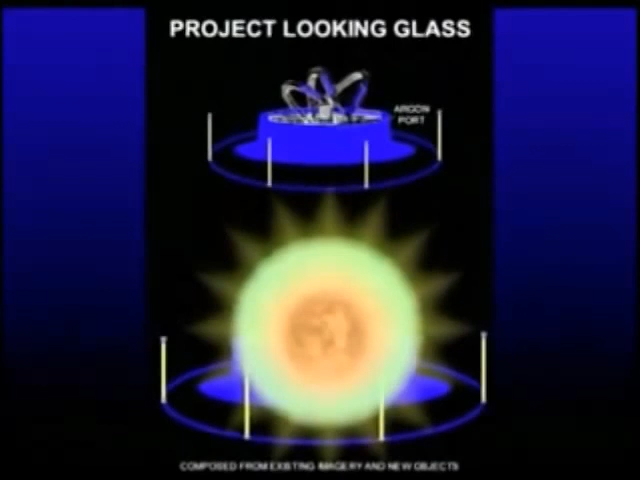 PROJECT LOOKING GLASS
ARGON
PORT
COMPOSED FROM EXISTING IMAGERY AND NEW OBJECTS